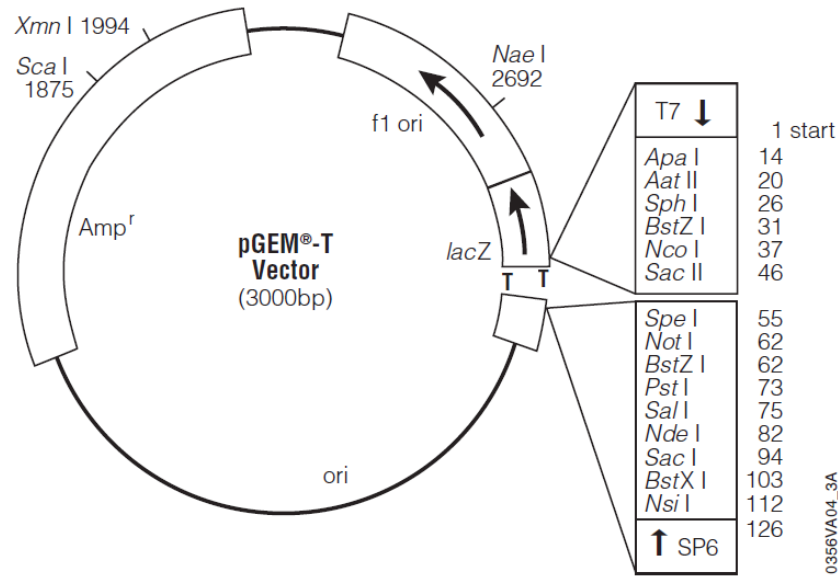 Xmn I 1994
Sca I
1875
Nae I
2692
f1 ori
Ampʳ
pGEM®-T
Vector
(3000bp)
lacZ
T T
ori
T7 ↓
1 start
Apa I 14
Aat II 20
Sph I 26
BstZ I 31
Nco I 37
Sac II 46
Spe I 55
Not I 62
BstZ I 62
Pst I 73
Sal I 75
Nde I 82
Sac I 94
BstX I 103
Nsi I 112
126
↑ SP6
0356VA04_3A